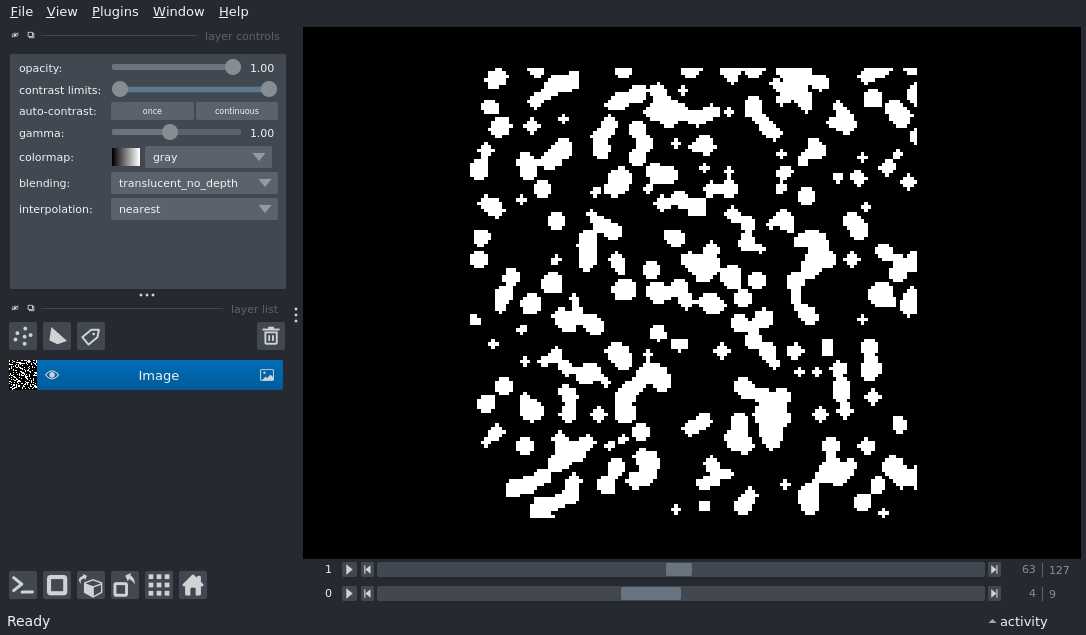 File View Plugins Window Help
layer controls
opacity: 1.00
contrast limits:
auto-contrast: once continuous
gamma: 1.00
colormap: gray
blending: translucent_no_depth
interpolation: nearest
layer list
Image
1 63 127
0 4 9
Ready activity